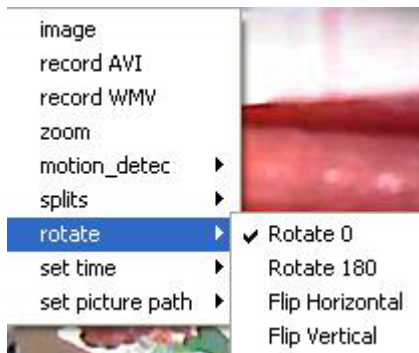 image
record AVI
record WMV
zoom
motion_detec
splits
rotate
set time
set picture path
Rotate 0
Rotate 180
Flip Horizontal
Flip Vertical